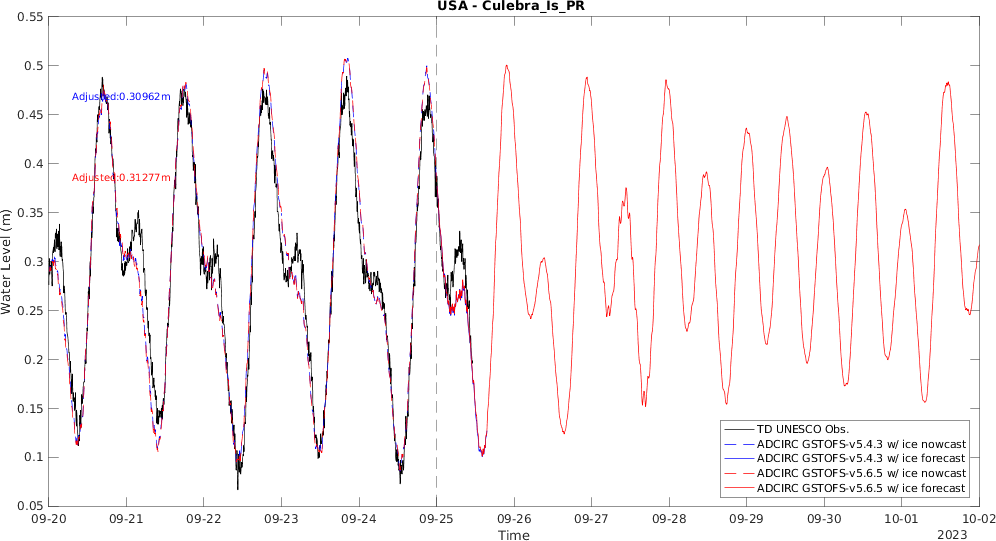 USA - Culebra_Is_PR
0.55
0.5
0.45
0.4
0.35
0.3
0.25
0.2
0.15
0.1
0.05
Water Level (m)
Adjusted:0.30962m
Adjusted:0.31277m
TD UNESCO Obs.
ADCIRC GSTOFS-v5.4.3 w/ ice nowcast
ADCIRC GSTOFS-v5.4.3 w/ ice forecast
ADCIRC GSTOFS-v5.6.5 w/ ice nowcast
ADCIRC GSTOFS-v5.6.5 w/ ice forecast
09-20 09-21 09-22 09-23 09-24 09-25 09-26 09-27 09-28 09-29 09-30 10-01 10-02
Time
2023